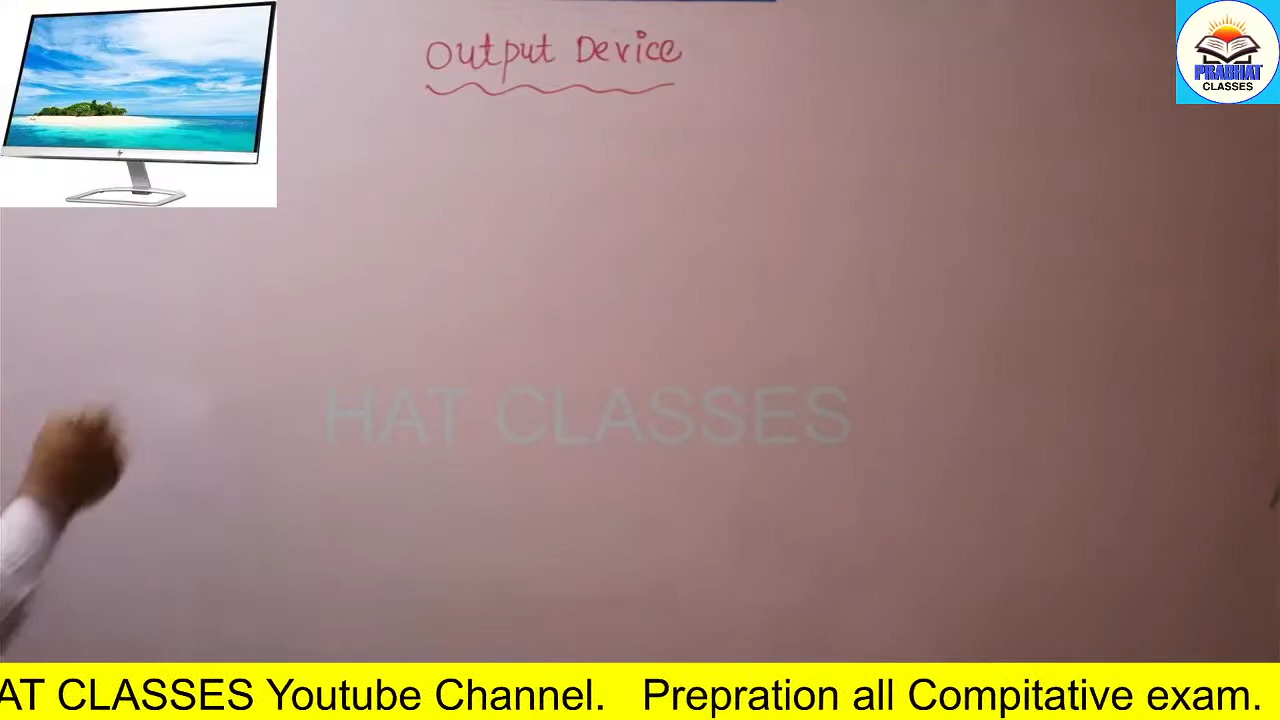 Output Device
PRABHAT
CLASSES
HAT CLASSES
AT CLASSES Youtube Channel. Prepration all Compitative exam.